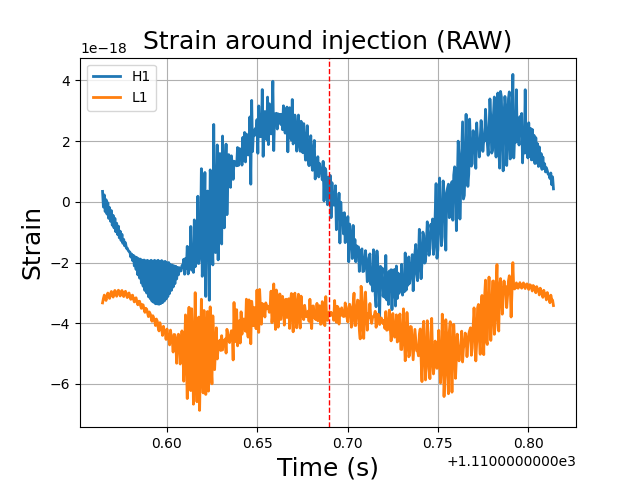 Strain around injection (RAW)
1e−18
H1
L1
4
2
0
−2
−4
−6
Strain
0.60
0.65
0.70
0.75
0.80
+1.1100000000e3
Time (s)